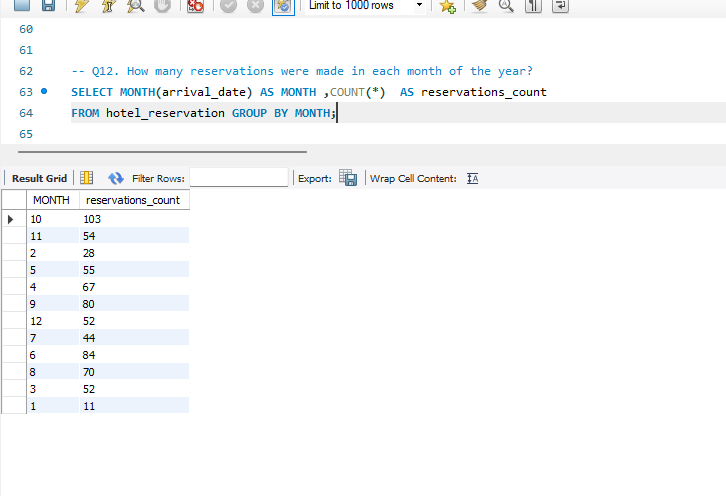 Limit to 1000 rows
60
61
62 -- Q12. How many reservations were made in each month of the year?
63 SELECT MONTH(arrival_date) AS MONTH ,COUNT(*)  AS reservations_count
64 FROM hotel_reservation GROUP BY MONTH;
65
Result Grid Filter Rows: Export: Wrap Cell Content: IA
MONTH reservations_count
10 103
11 54
2 28
5 55
4 67
9 80
12 52
7 44
6 84
8 70
3 52
1 11